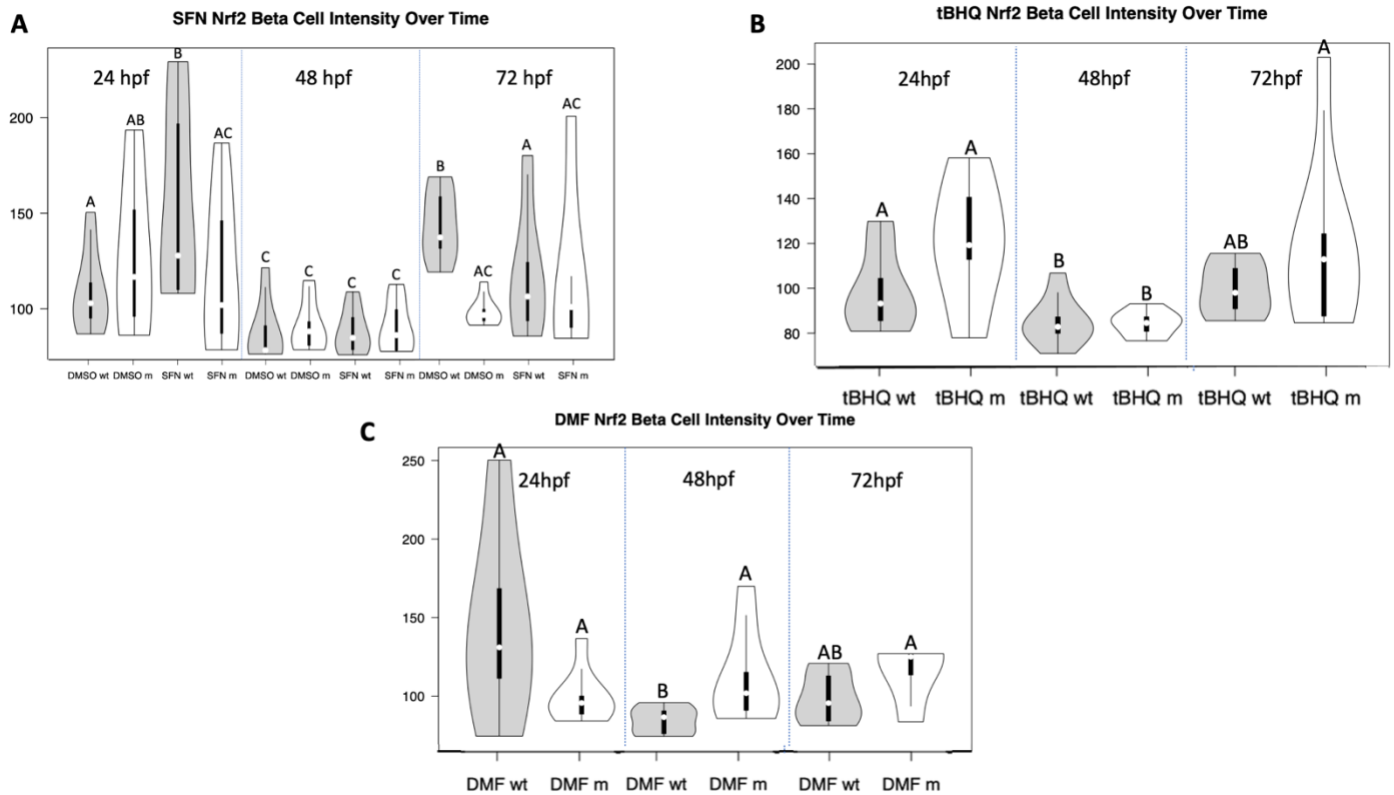 A
SFN Nrf2 Beta Cell Intensity Over Time
24 hpf
48 hpf
72 hpf
200
150
100
A
AB
B
AC
C
C
C
C
B
AC
A
AC
DMSO wt DMSO m SFN wt SFN m DMSO wt DMSO m SFN wt SFN m DMSO wt DMSO m SFN wt SFN m
B
tBHQ Nrf2 Beta Cell Intensity Over Time
24hpf
48hpf
72hpf
200
180
160
140
120
100
80
A
A
B
B
AB
A
tBHQ wt tBHQ m tBHQ wt tBHQ m tBHQ wt tBHQ m
C
DMF Nrf2 Beta Cell Intensity Over Time
24hpf
48hpf
72hpf
250
200
150
100
A
A
B
A
AB
A
DMF wt DMF m DMF wt DMF m DMF wt DMF m